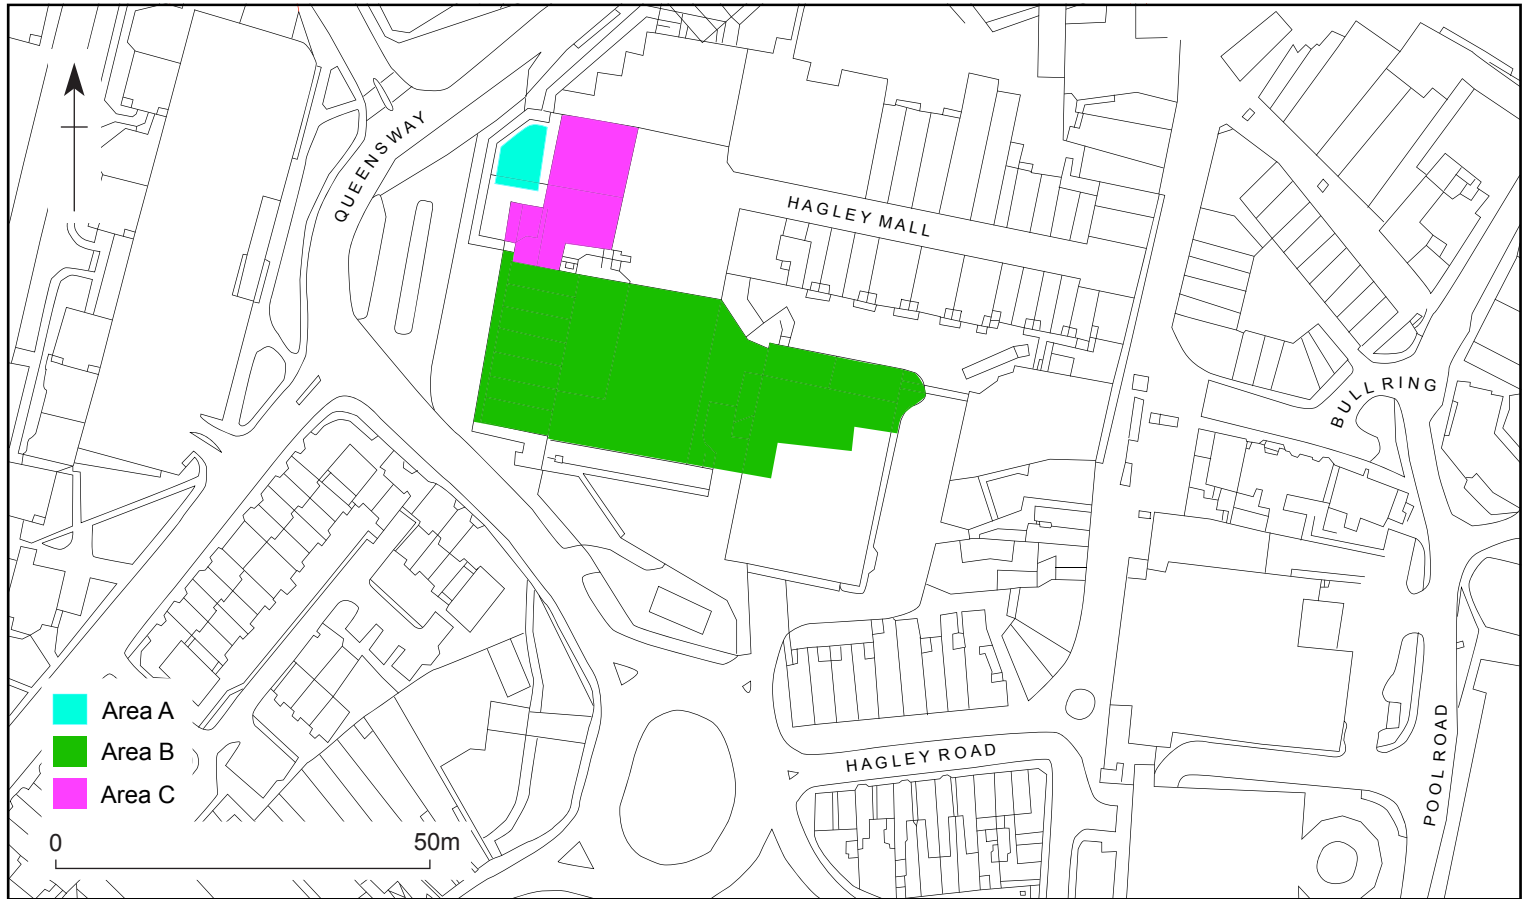 QUEENSWAY
HAGLEY MALL
BULL RING
HAGLEY ROAD
POOL ROAD
Area A
Area B
Area C
0 50m